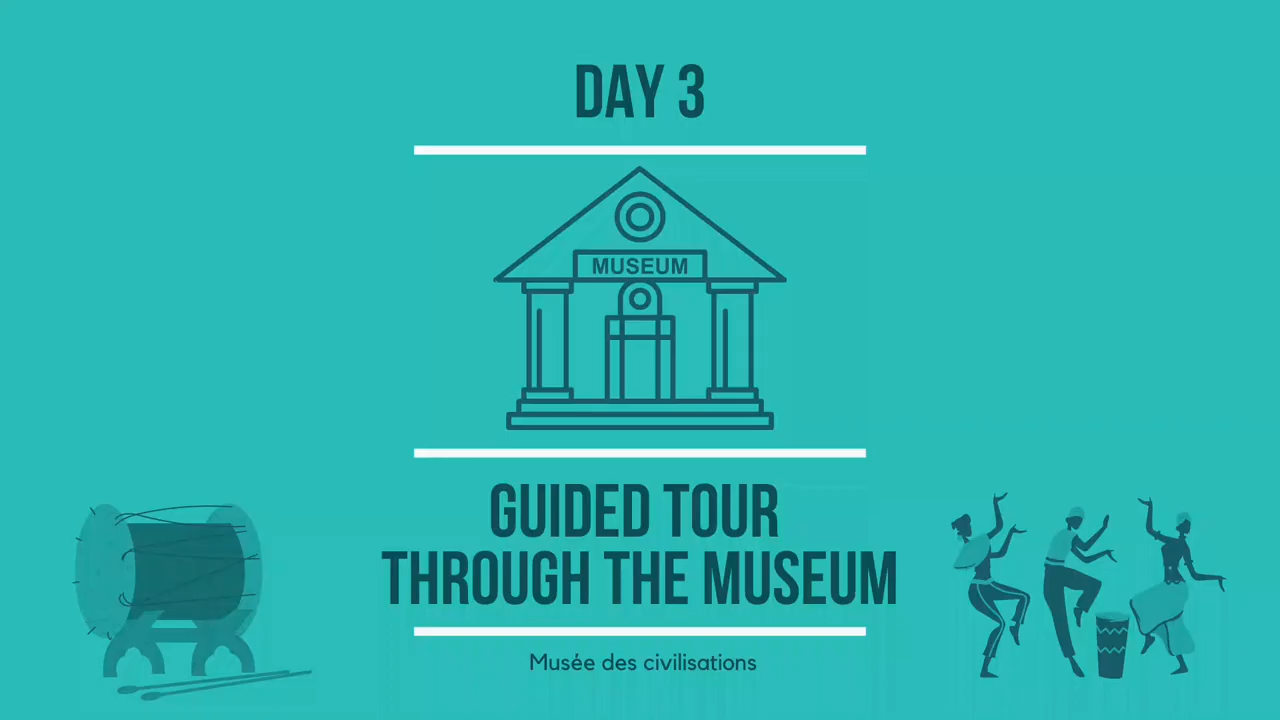 DAY 3
MUSEUM
GUIDED TOUR
THROUGH THE MUSEUM
Musée des civilisations